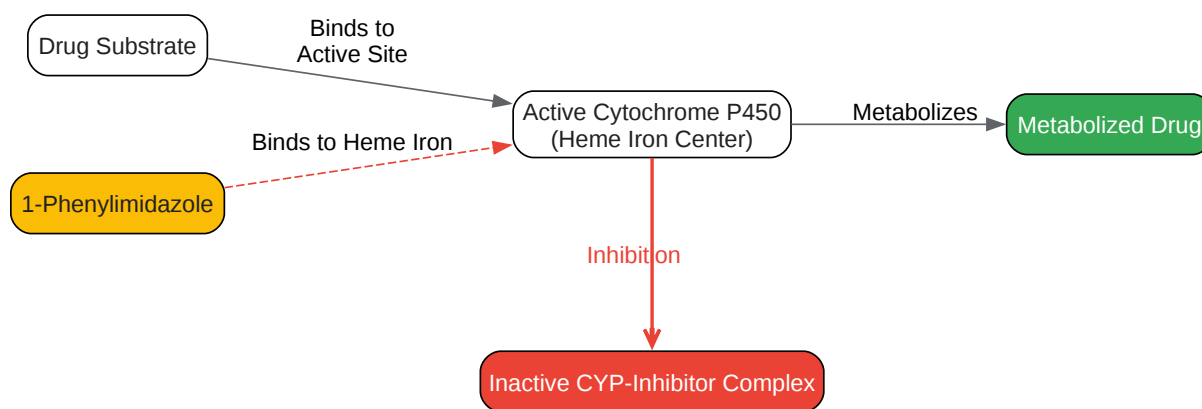 Drug Substrate
Binds to
Active Site
Active Cytochrome P450
(Heme Iron Center)
Metabolizes
Metabolized Drug
Binds to Heme Iron
1-Phenylimidazole
Inhibition
Inactive CYP-Inhibitor Complex